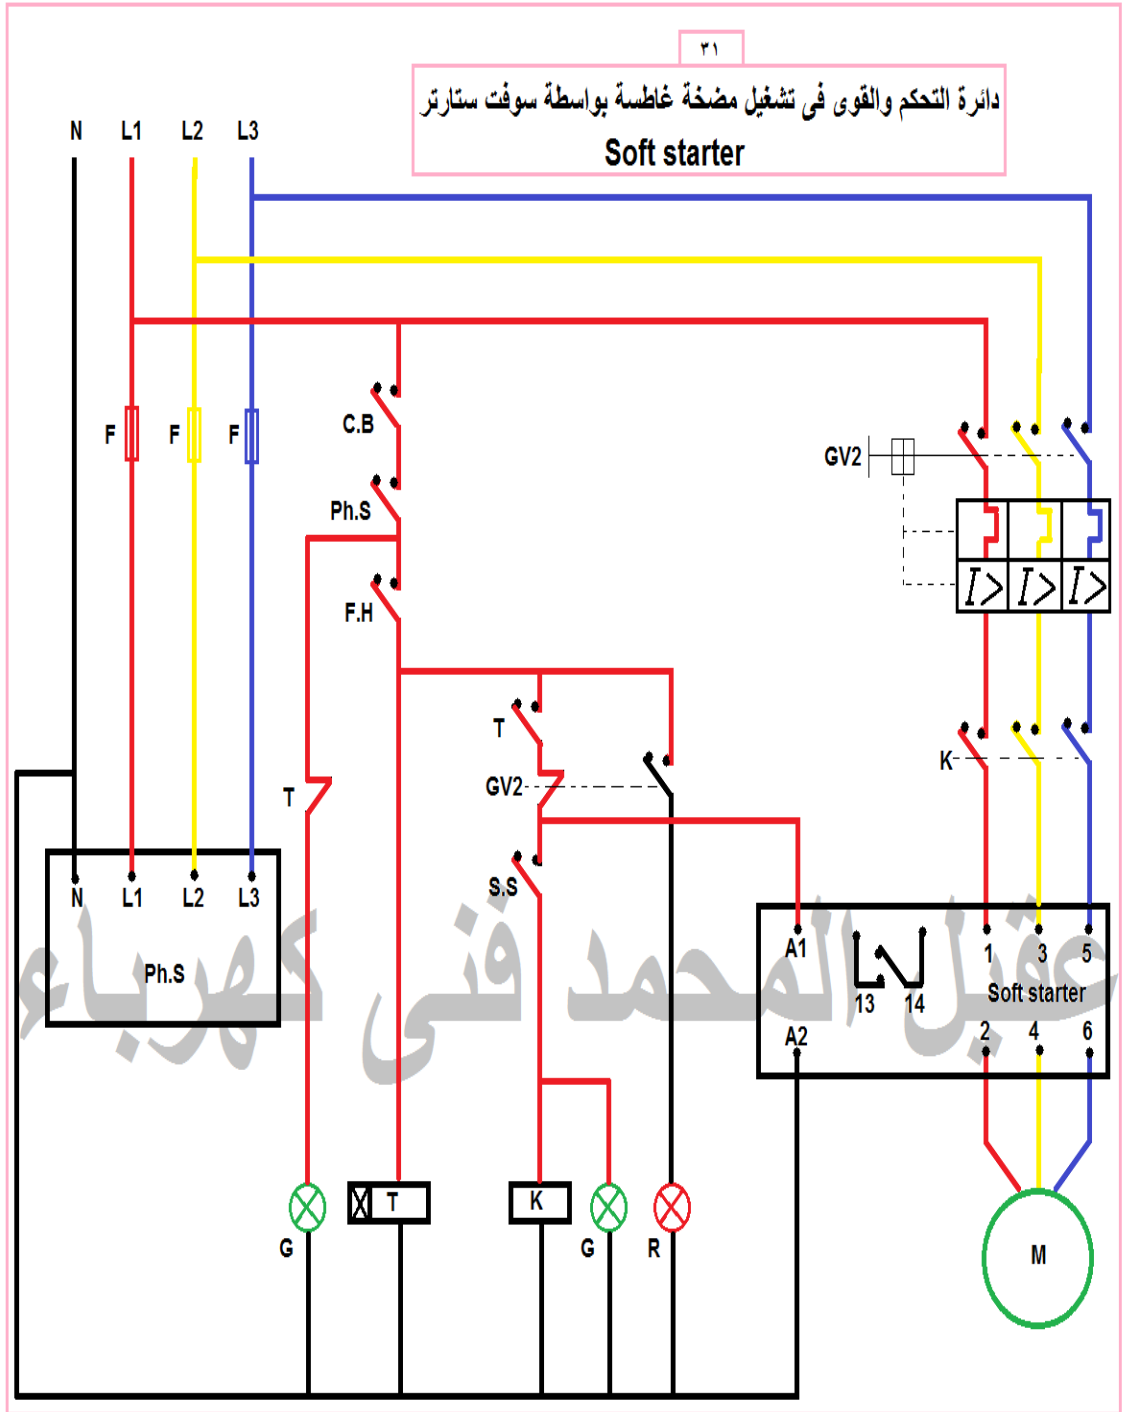 ٣١
دائرة التحكم والقوى فى تشغيل مضخة غاطسة بواسطة سوفت ستارتر
Soft starter
N L1 L2 L3
C.B
F F F
GV2
Ph.S
I> I> I>
F.H
T
K
GV2
T
S.S
N L1 L2 L3
عقيل المحمد فنى كهرباء
A1
1 3 5
Ph.S
13 14
Soft starter
A2
2 4 6
T
K
G
G
R
M